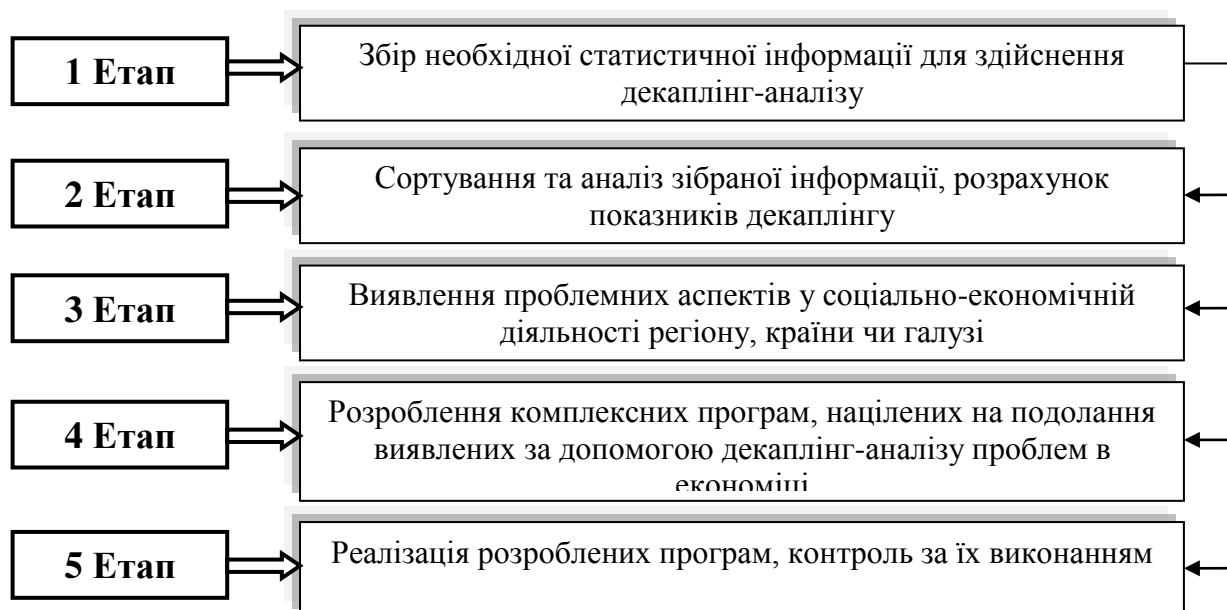 1 Етап
Збір необхідної статистичної інформації для здійснення
декаплінг-аналізу
2 Етап
Сортування та аналіз зібраної інформації, розрахунок
показників декаплінгу
3 Етап
Виявлення проблемних аспектів у соціально-економічній
діяльності регіону, країни чи галузі
4 Етап
Розроблення комплексних програм, націлених на подолання
виявлених за допомогою декаплінг-аналізу проблем в
економіці
5 Етап
Реалізація розроблених програм, контроль за їх виконанням